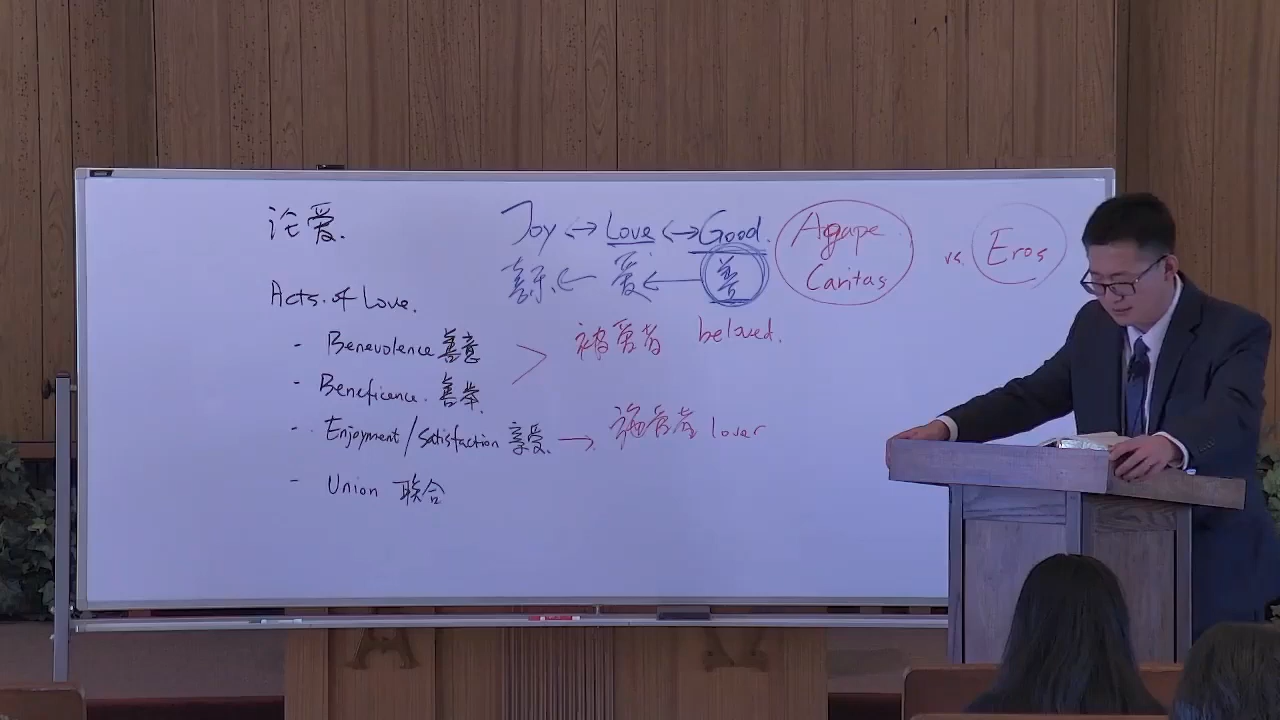 论爱.
Joy <-> Love <-> Good.
喜乐 ← 爱 ← 善
Agape
Caritas
vs. Eros
Acts of Love.
- Benevolence 善意
- Beneficence. 善举.
被爱者 beloved.
- Enjoyment/Satisfaction 享受. → 施爱者 lover
- Union 联合